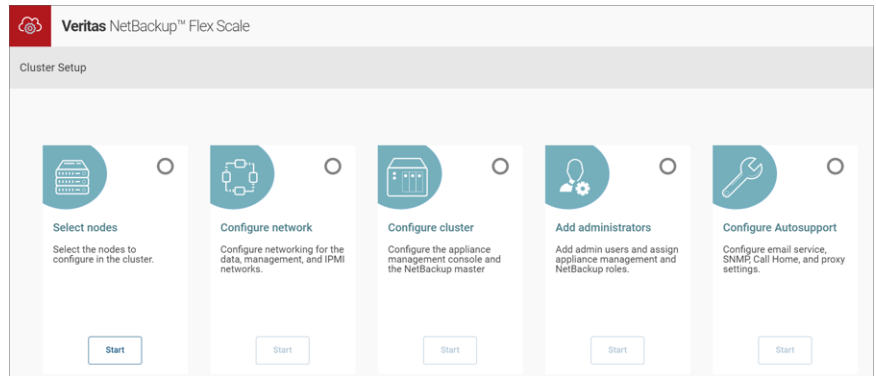 Veritas NetBackup™ Flex Scale
Cluster Setup
Select nodes
Select the nodes to
configure in the cluster.
Start
Configure network
Configure networking for the
data, management, and IPMI
networks.
Start
Configure cluster
Configure the appliance
management console and
the NetBackup master
Start
Add administrators
Add admin users and assign
appliance management and
NetBackup roles.
Start
Configure Autosupport
Configure email service,
SNMP, Call Home, and proxy
settings.
Start